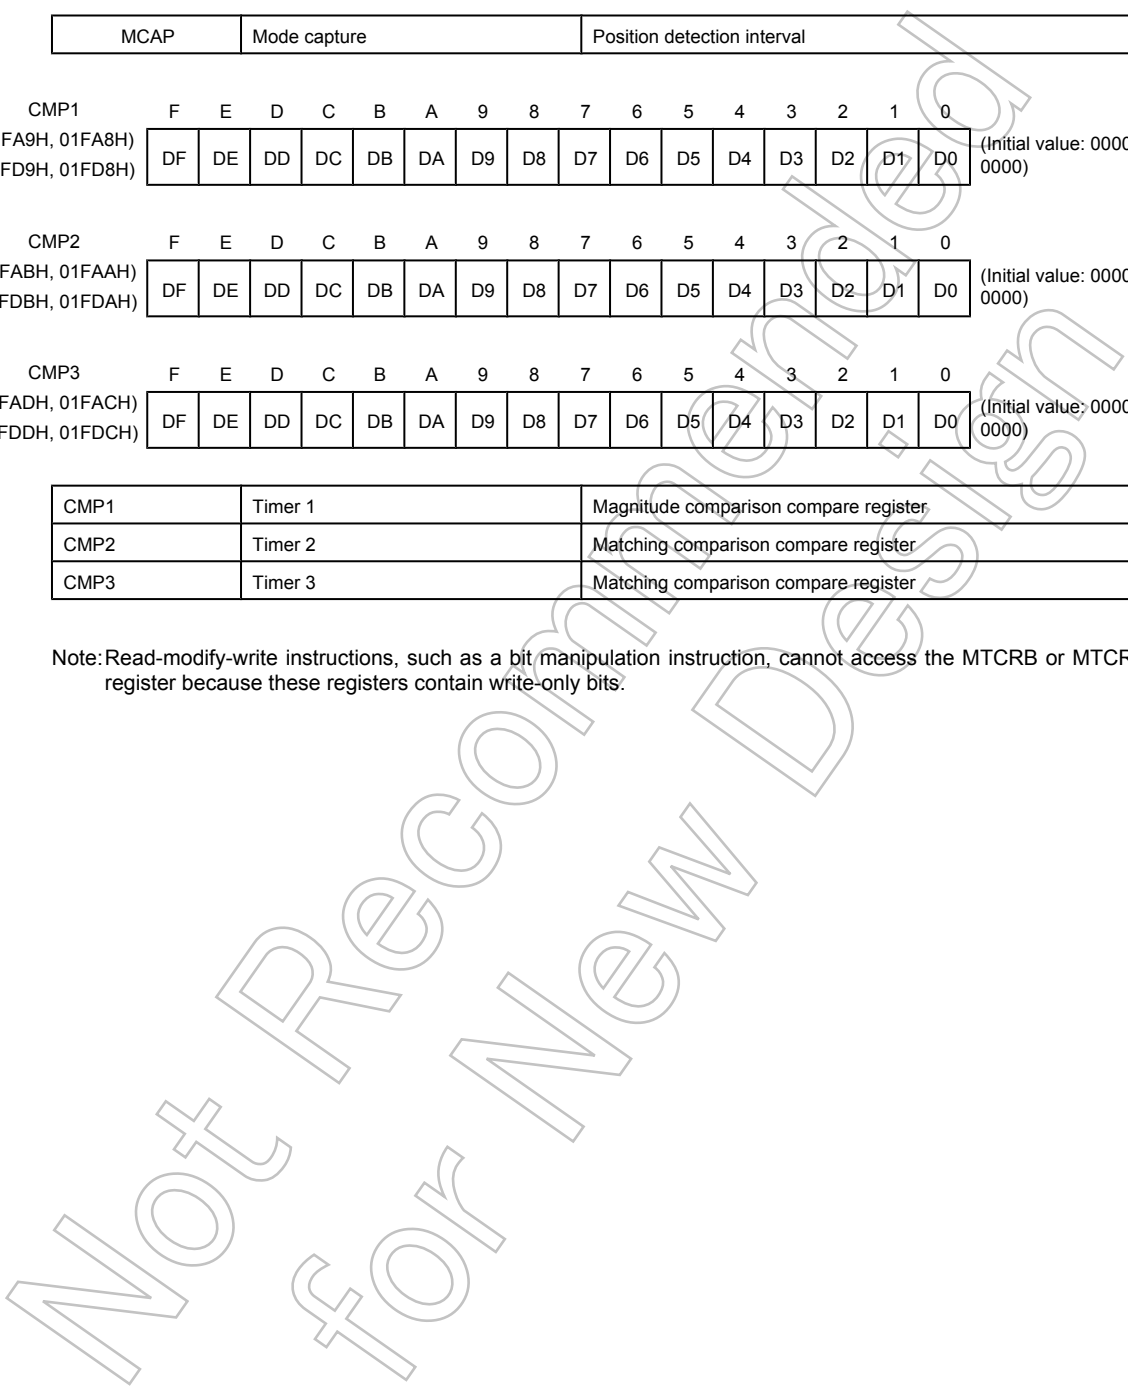 MCAP Mode capture Position detection interval
CMP1 F E D C B A 9 8 7 6 5 4 3 2 1 0
FA9H, 01FA8H)
FD9H, 01FD8H)
DF DE DD DC DB DA D9 D8 D7 D6 D5 D4 D3 D2 D1 D0
(Initial value: 0000
0000)
CMP2 F E D C B A 9 8 7 6 5 4 3 2 1 0
FABH, 01FAAH)
FDBH, 01FDAH)
DF DE DD DC DB DA D9 D8 D7 D6 D5 D4 D3 D2 D1 D0
(Initial value: 0000
0000)
CMP3 F E D C B A 9 8 7 6 5 4 3 2 1 0
FADH, 01FACH)
FDDH, 01FDCH)
DF DE DD DC DB DA D9 D8 D7 D6 D5 D4 D3 D2 D1 D0
(Initial value: 0000
0000)
CMP1 Timer 1 Magnitude comparison compare register
CMP2 Timer 2 Matching comparison compare register
CMP3 Timer 3 Matching comparison compare register
Note: Read-modify-write instructions, such as a bit manipulation instruction, cannot access the MTCRB or MTCR
register because these registers contain write-only bits.
Not Recommended
for New Design